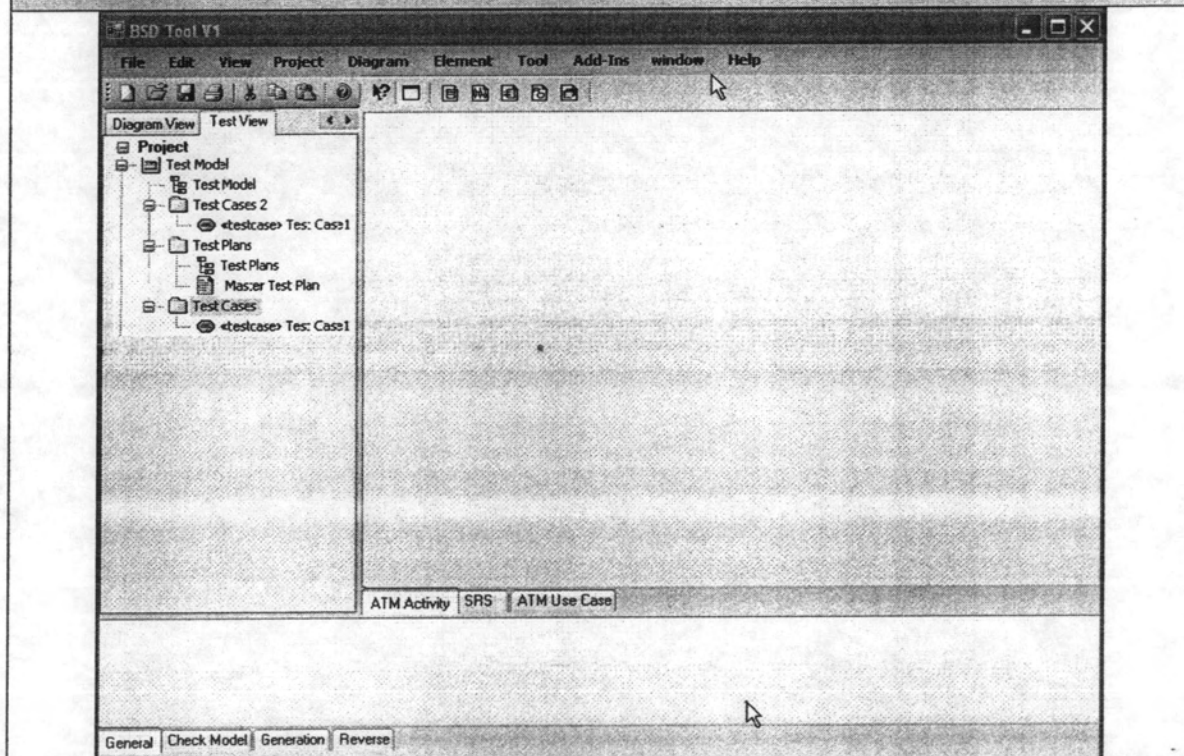 BSD Tool V1
File Edit View Project Diagram Element Tool Add-Ins window Help
Diagram View Test View
Project
Test Model
Test Model
Test Cases 2
«testcase» Test Case1
Test Plans
Test Plans
Master Test Plan
Test Cases
«testcase» Test Case1
ATM Activity SRS ATM Use Case
General Check Model Generation Reverse